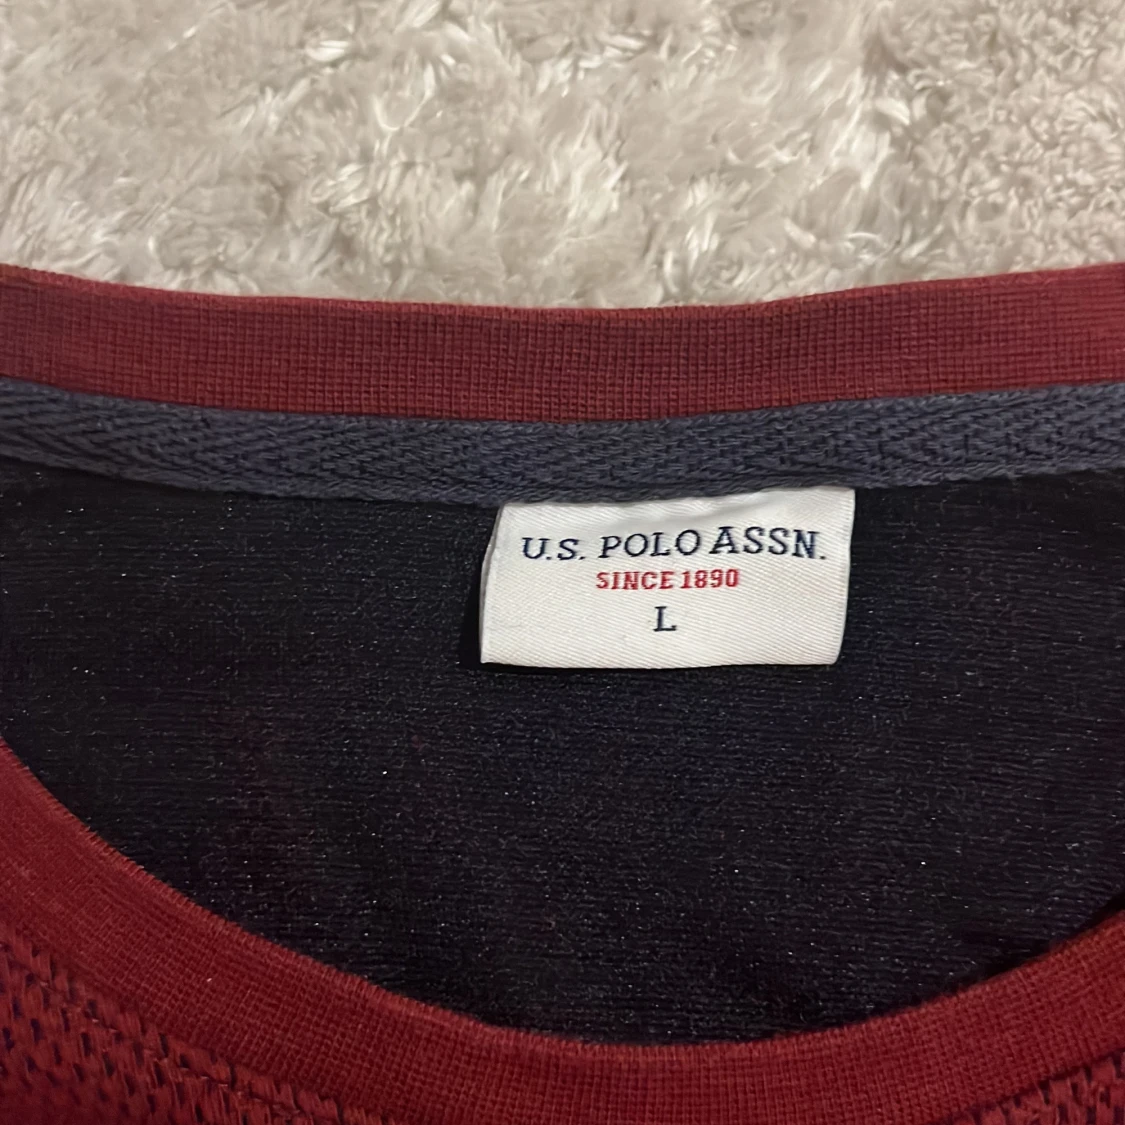 U.S. POLO ASSN.
SINCE 1890
L